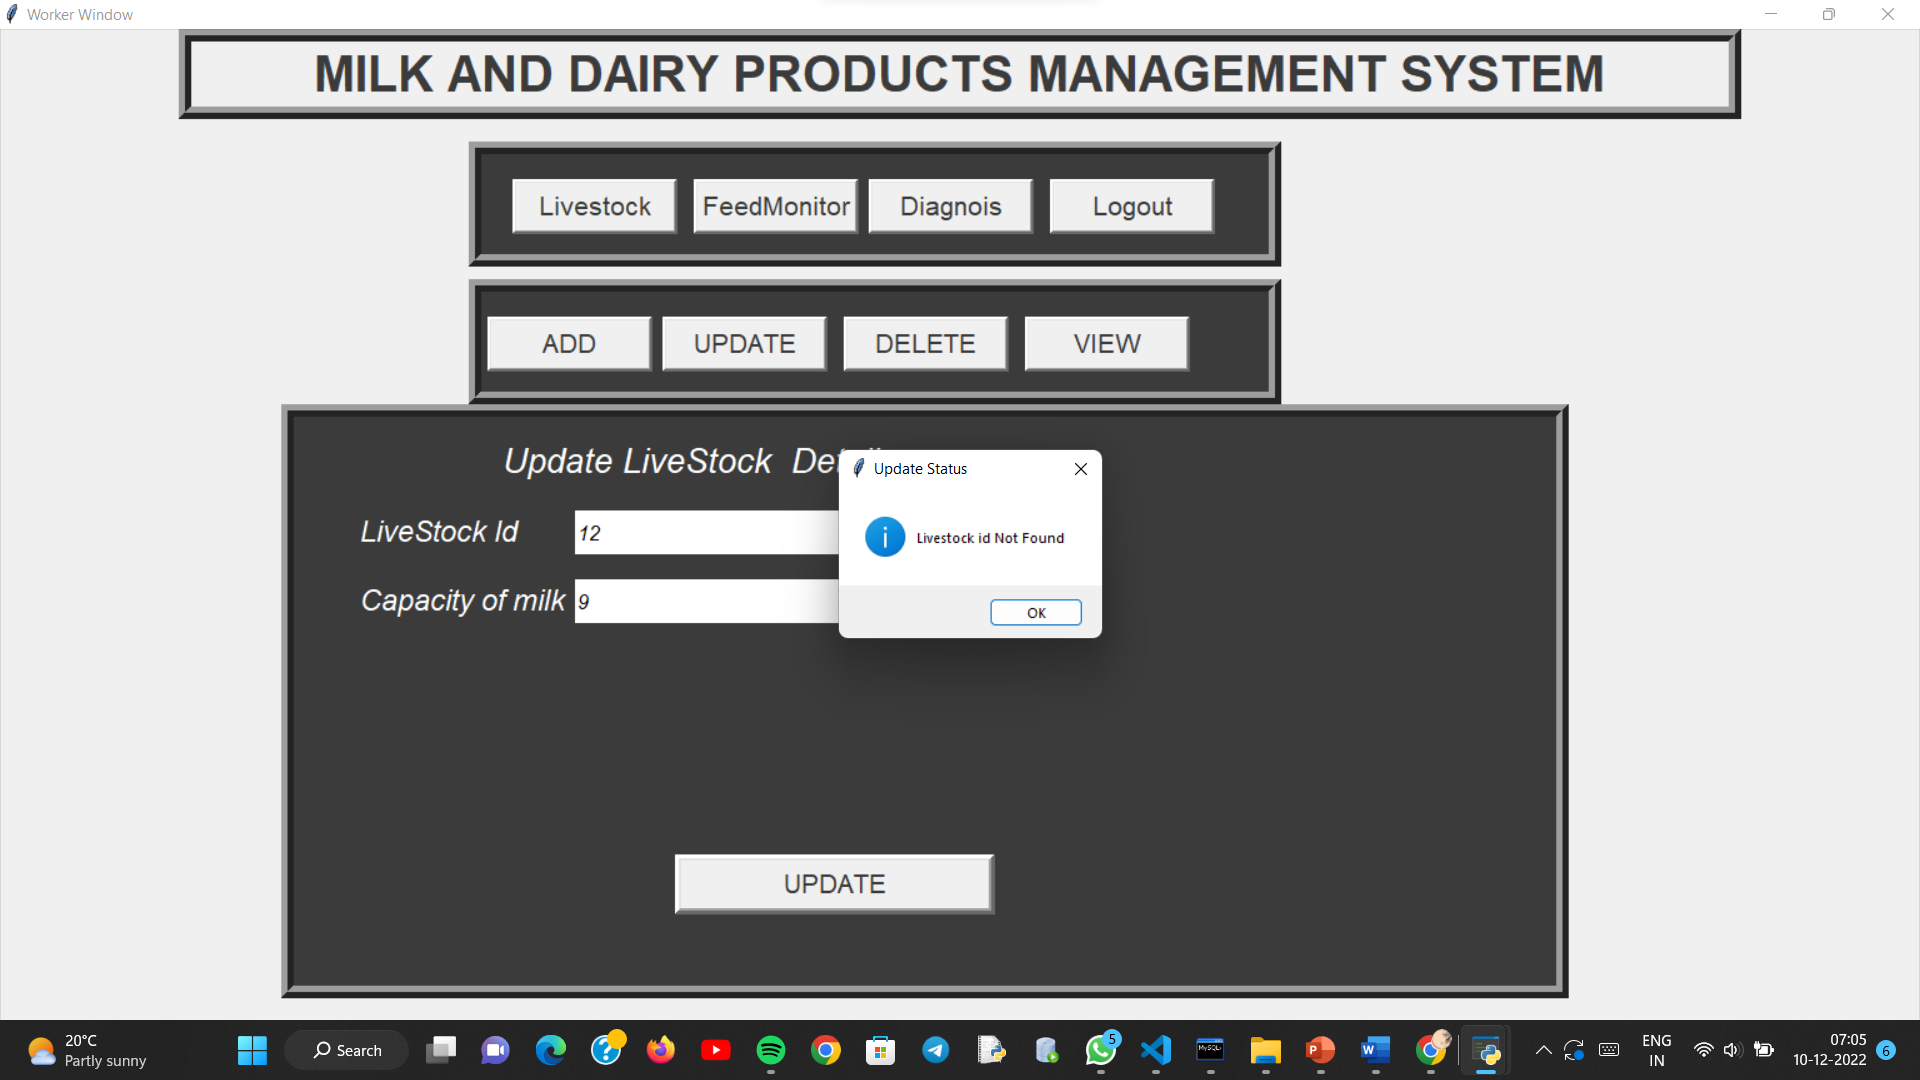 Worker Window
MILK AND DAIRY PRODUCTS MANAGEMENT SYSTEM
Livestock FeedMonitor Diagnois Logout
ADD UPDATE DELETE VIEW
Update LiveStock
Update Status
LiveStock Id 12
Livestock id Not Found
Capacity of milk 9
OK
UPDATE
20°C
Partly sunny
Search
5
MySQL
ENG
IN
07:05
10-12-2022
6